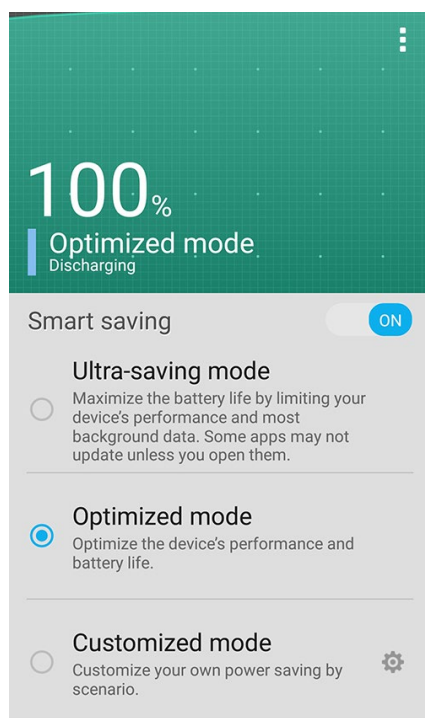 100%
Optimized mode
Discharging
Smart saving
ON
Ultra-saving mode
Maximize the battery life by limiting your
device's performance and most
background data. Some apps may not
update unless you open them.
Optimized mode
Optimize the device's performance and
battery life.
Customized mode
Customize your own power saving by
scenario.